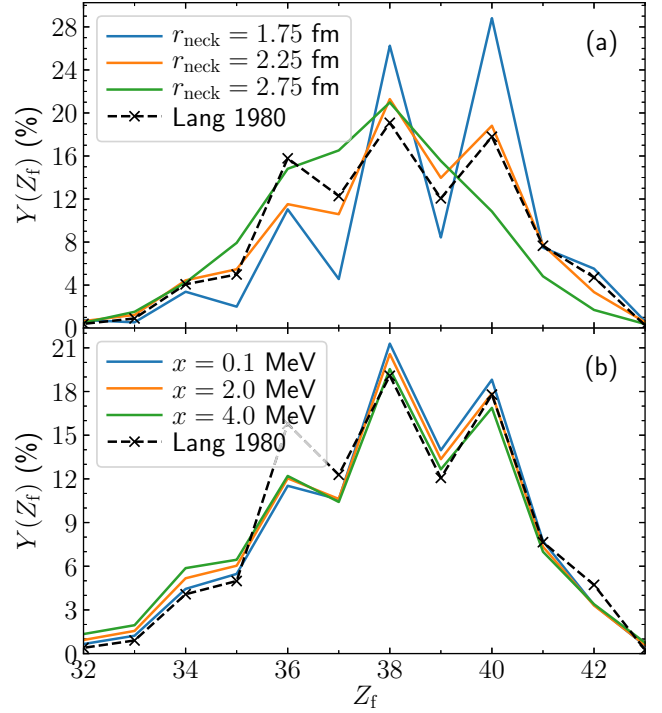 28
24
20
16
12
8
4
0
Y(Z_f) (%)
r_neck = 1.75 fm
r_neck = 2.25 fm
r_neck = 2.75 fm
Lang 1980
(a)
21
18
15
12
9
6
3
0
Y(Z_f) (%)
x = 0.1 MeV
x = 2.0 MeV
x = 4.0 MeV
Lang 1980
(b)
32 34 36 38 40 42
Z_f